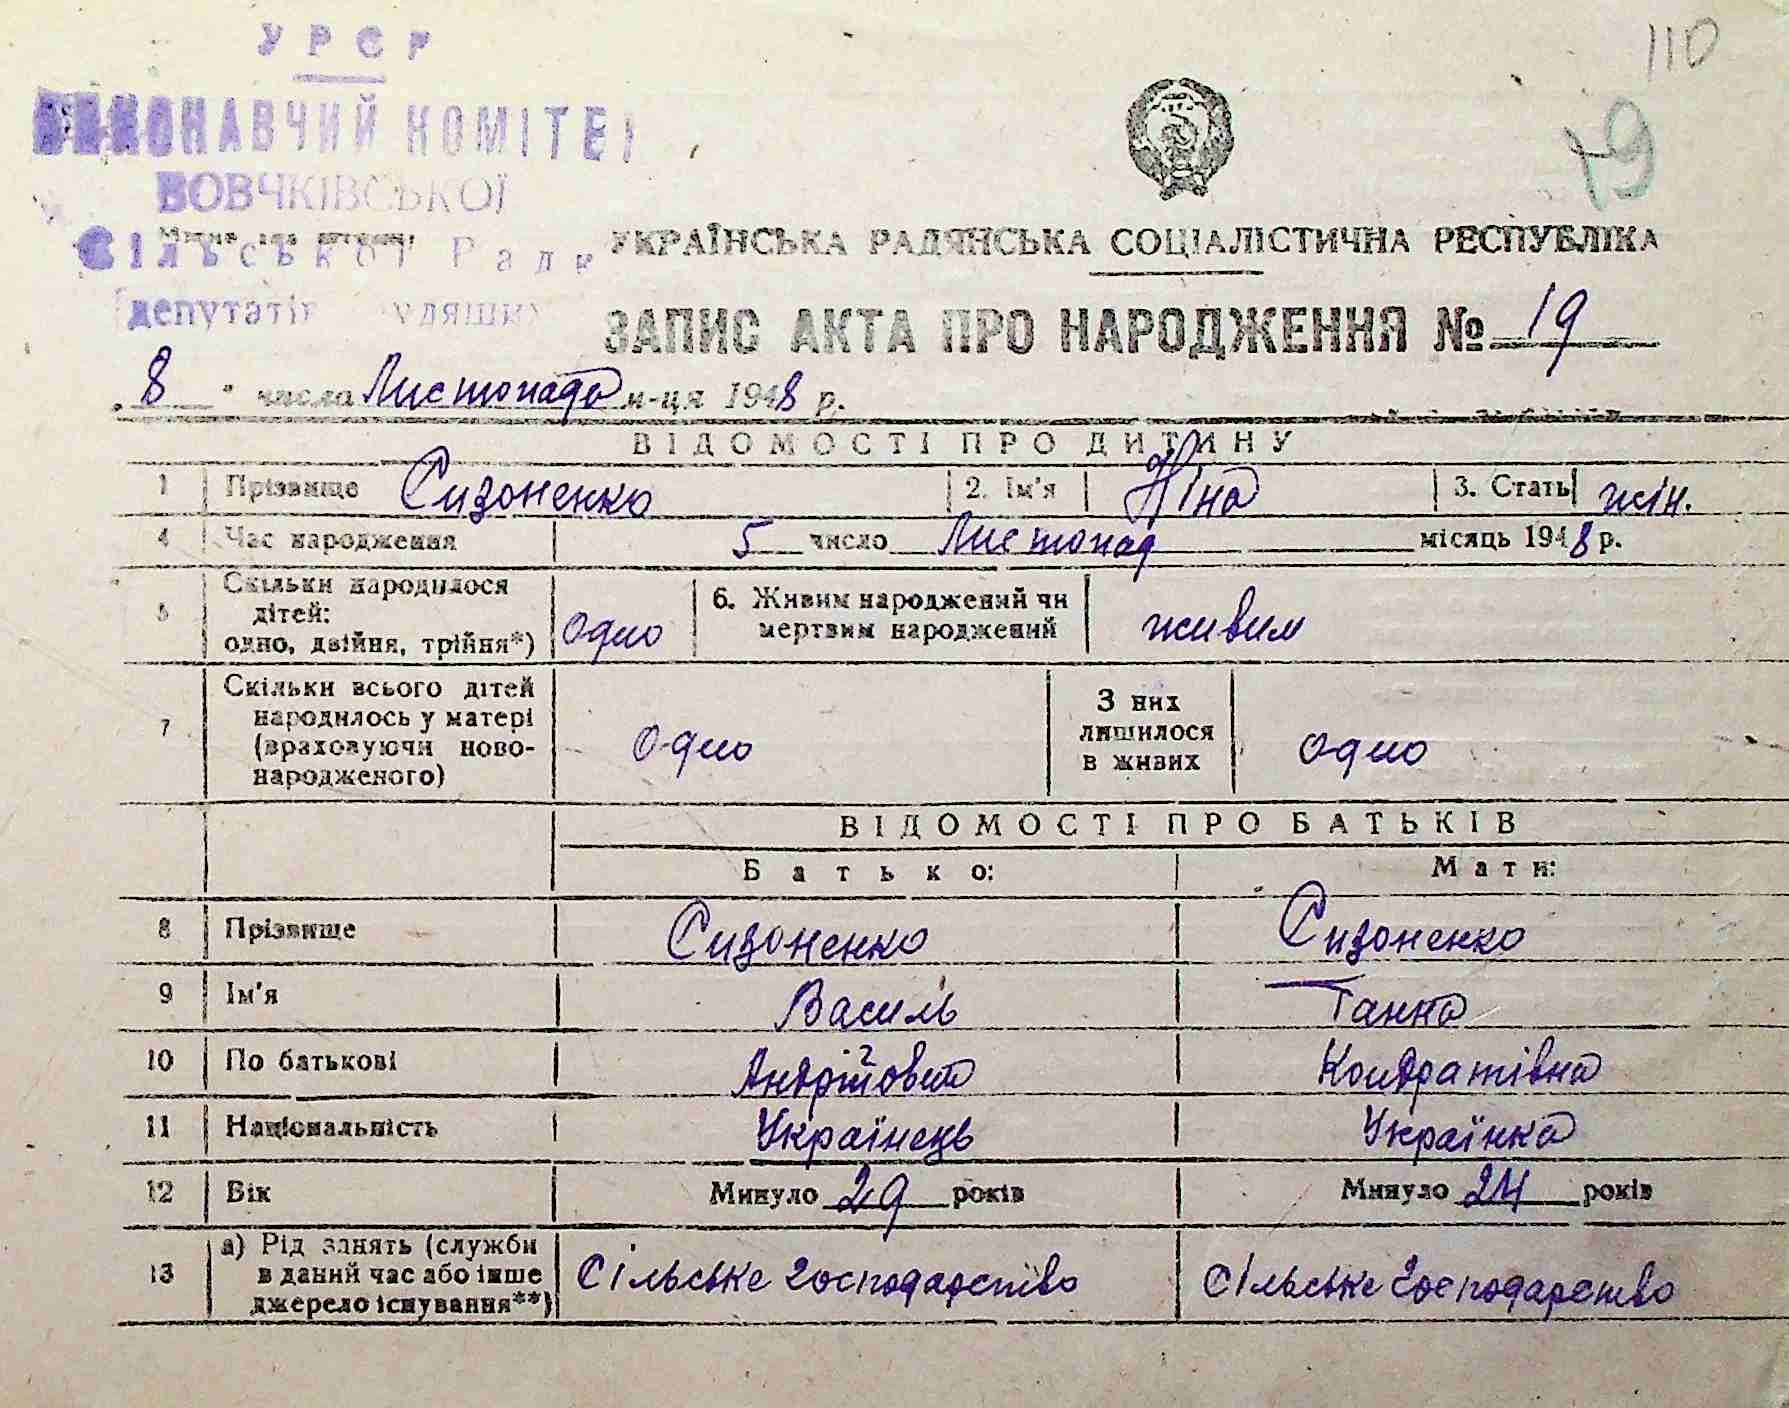 110
79
УРСР
ВИКОНАВЧИЙ КОМІТЕТ
ВОВЧКІВСЬКОЇ
Сільської Ради
депутатів трудящих
УКРАЇНСЬКА РАДЯНСЬКА СОЦІАЛІСТИЧНА РЕСПУБЛІКА
ЗАПИС АКТА ПРО НАРОДЖЕННЯ № 19
„8" числа Листопада м-ця 1948 р.
ВІДОМОСТІ ПРО ДИТИНУ
1 Прізвище Сизоненко 2. Ім'я Ніна 3. Стать жін.
4 Час народження 5 число Листопад місяць 1948 р.
5 Скільки народилося
дітей:
одно, двійня, трійня*) одно 6. Живим народжений чи
мертвим народжений живим
7 Скільки всього дітей
народилось у матері
(враховуючи ново-
народженого) одно З них
лишилося
в живих одно
ВІДОМОСТІ ПРО БАТЬКІВ
Батько: Мати:
8 Прізвище Сизоненко Сизоненко
9 Ім'я Василь Ганна
10 По батькові Андрійович Кондратівна
11 Національність Українець Українка
12 Вік Минуло 29 років Минуло 24 років
13 а) Рід занять (служби
в даний час або інше
джерело існування**) Сільське господарство Сільське господарство